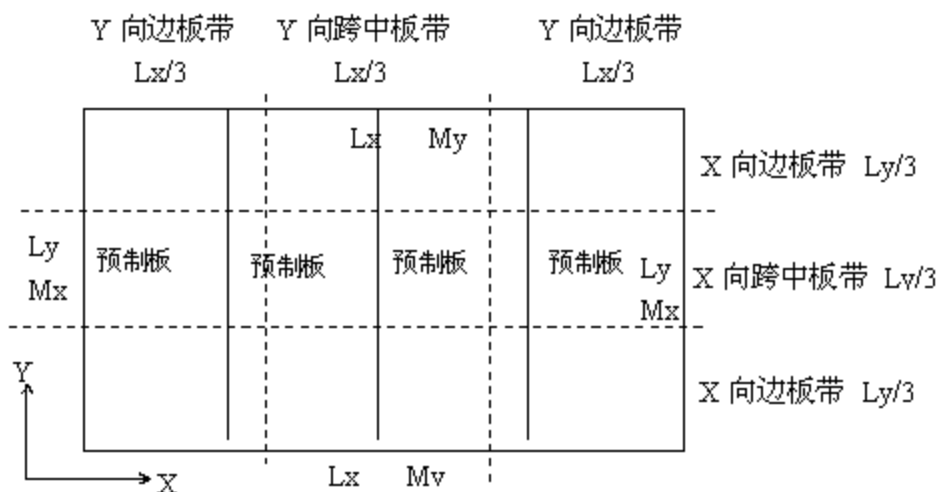 Y 向边板带 Y 向跨中板带 Y 向边板带
Lx/3 Lx/3 Lx/3
Lx My
X 向边板带 Ly/3
Ly 预制板 预制板 预制板 预制板 Ly
Mx Mx
X 向跨中板带 Lv/3
Y
X 向边板带 Ly/3
X
Lx Mv